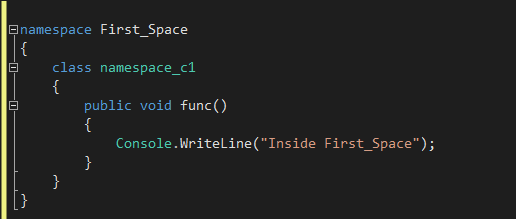 namespace First_Space
{
class namespace_c1
{
public void func()
{
Console.WriteLine("Inside First_Space");
}
}
}